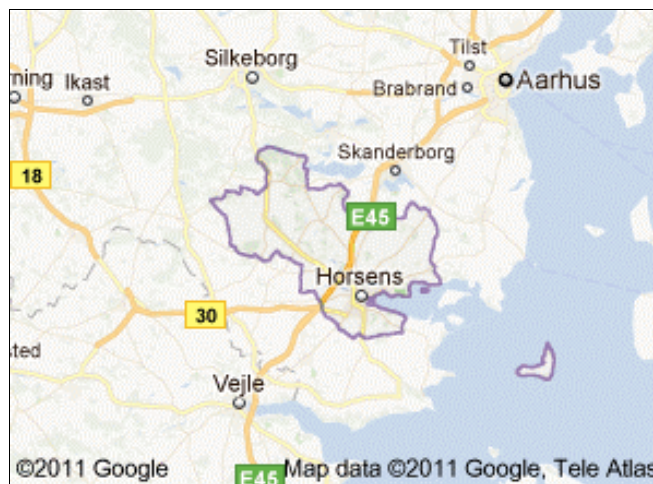 Tilst
Silkeborg
Aarhus
Brabrand
rning
Ikast
Skanderborg
18
E45
Horsens
30
sted
Vejle
©2011 Google
E45
Map data ©2011 Google, Tele Atlas